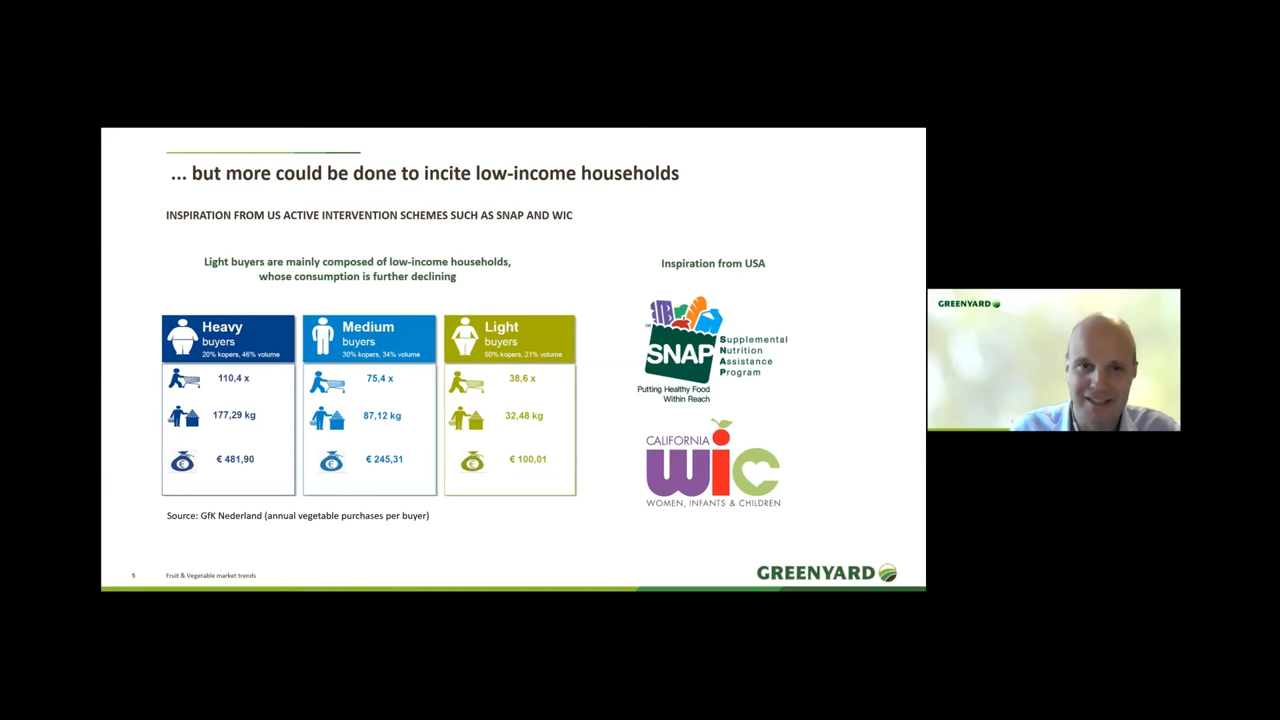 ... but more could be done to incite low-income households
INSPIRATION FROM US ACTIVE INTERVENTION SCHEMES SUCH AS SNAP AND WIC
Light buyers are mainly composed of low-income households,
whose consumption is further declining
Heavy
buyers
20% kopers, 46% volume
110,4 x
177,29 kg
€ 481,90
Medium
buyers
30% kopers, 34% volume
75,4 x
87,12 kg
€ 245,31
Light
buyers
50% kopers, 21% volume
38,6 x
32,48 kg
€ 100,01
Source: GfK Nederland (annual vegetable purchases per buyer)
Inspiration from USA
SNAP
Supplemental
Nutrition
Assistance
Program
Putting Healthy Food
Within Reach
CALIFORNIA
wic
WOMEN, INFANTS & CHILDREN
5
Fruit & Vegetable market trends
GREENYARD
GREENYARD